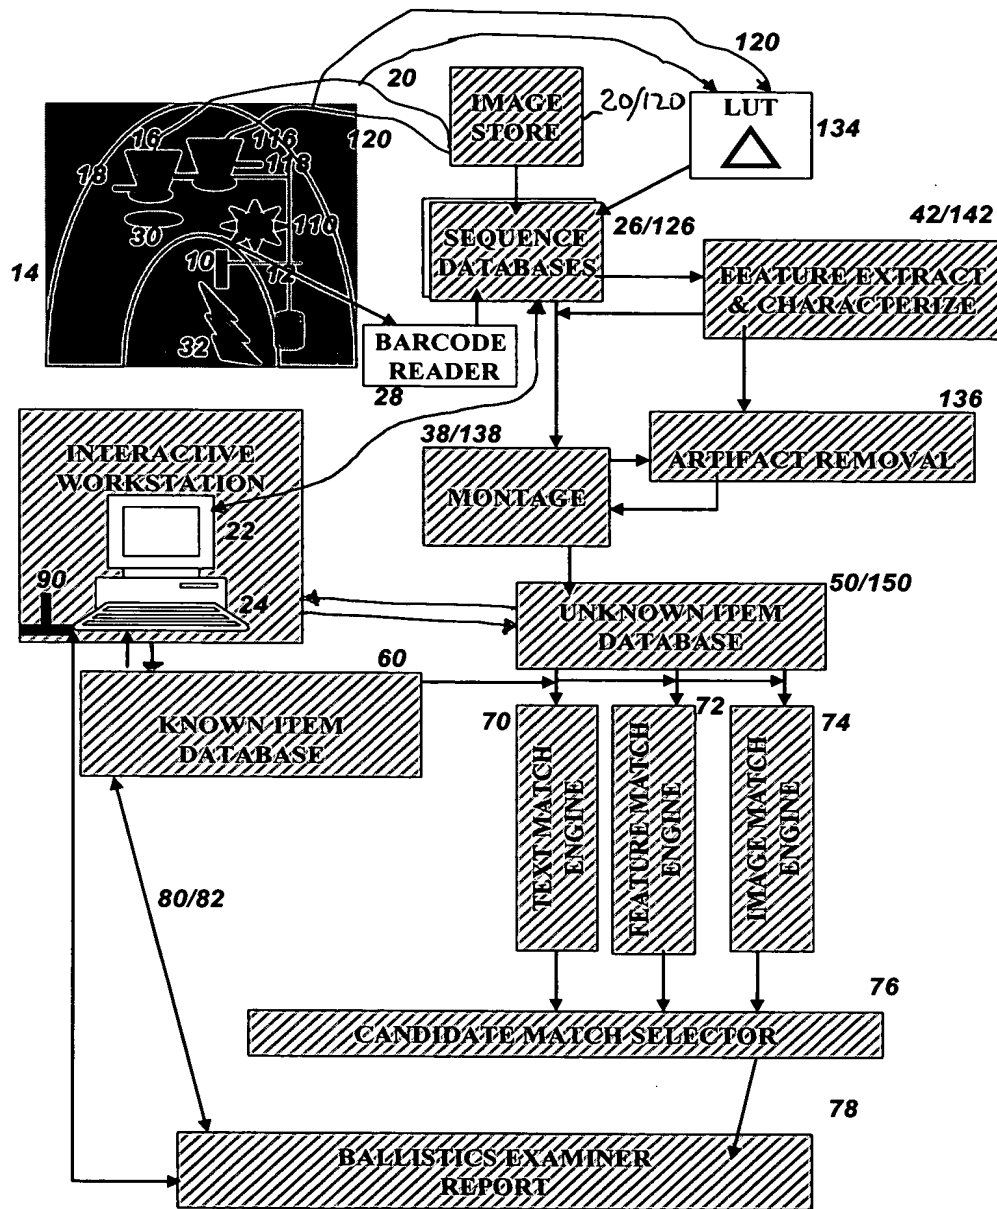 120
20
IMAGE
STORE
20/120
LUT
134
120
16
116
118
18
110
30
10
12
14
32
26/126
SEQUENCE
DATABASES
42/142
FEATURE EXTRACT
& CHARACTERIZE
BARCODE
READER
28
136
ARTIFACT REMOVAL
38/138
MONTAGE
INTERACTIVE
WORKSTATION
22
90
24
50/150
UNKNOWN ITEM
DATABASE
60
KNOWN ITEM
DATABASE
70
72
74
TEXT MATCH
ENGINE
FEATURE MATCH
ENGINE
IMAGE MATCH
ENGINE
80/82
76
CANDIDATE MATCH SELECTOR
78
BALLISTICS EXAMINER
REPORT